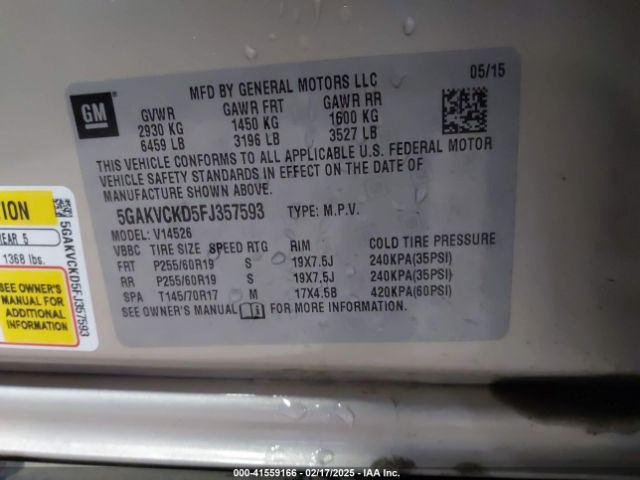 MFD BY GENERAL MOTORS LLC 05/15
GM
GVWR GAWR FRT GAWR RR
2930 KG 1450 KG 1600 KG
6459 LB 3196 LB 3527 LB
THIS VEHICLE CONFORMS TO ALL APPLICABLE U.S. FEDERAL MOTOR
VEHICLE SAFETY STANDARDS IN EFFECT ON THE DATE OF
MANUFACTURE SHOWN ABOVE.
5GAKVCKD5FJ357593 TYPE: M.P.V.
MODEL: V14526
VBBC TIRE SIZE SPEED RTG RIM COLD TIRE PRESSURE
FRT P255/60R19 S 19X7.5J 240KPA(35PSI)
RR P255/60R19 S 19X7.5J 240KPA(35PSI)
SPA T145/70R17 M 17X4.5B 420KPA(60PSI)
SEE OWNER'S MANUAL FOR MORE INFORMATION.
ION
EAR 5
1368 lbs.
SEE OWNER'S
MANUAL FOR
ADDITIONAL
INFORMATION
5GAKVCKD5FJ357593
000-41559166 - 02/17/2025 - IAA Inc.